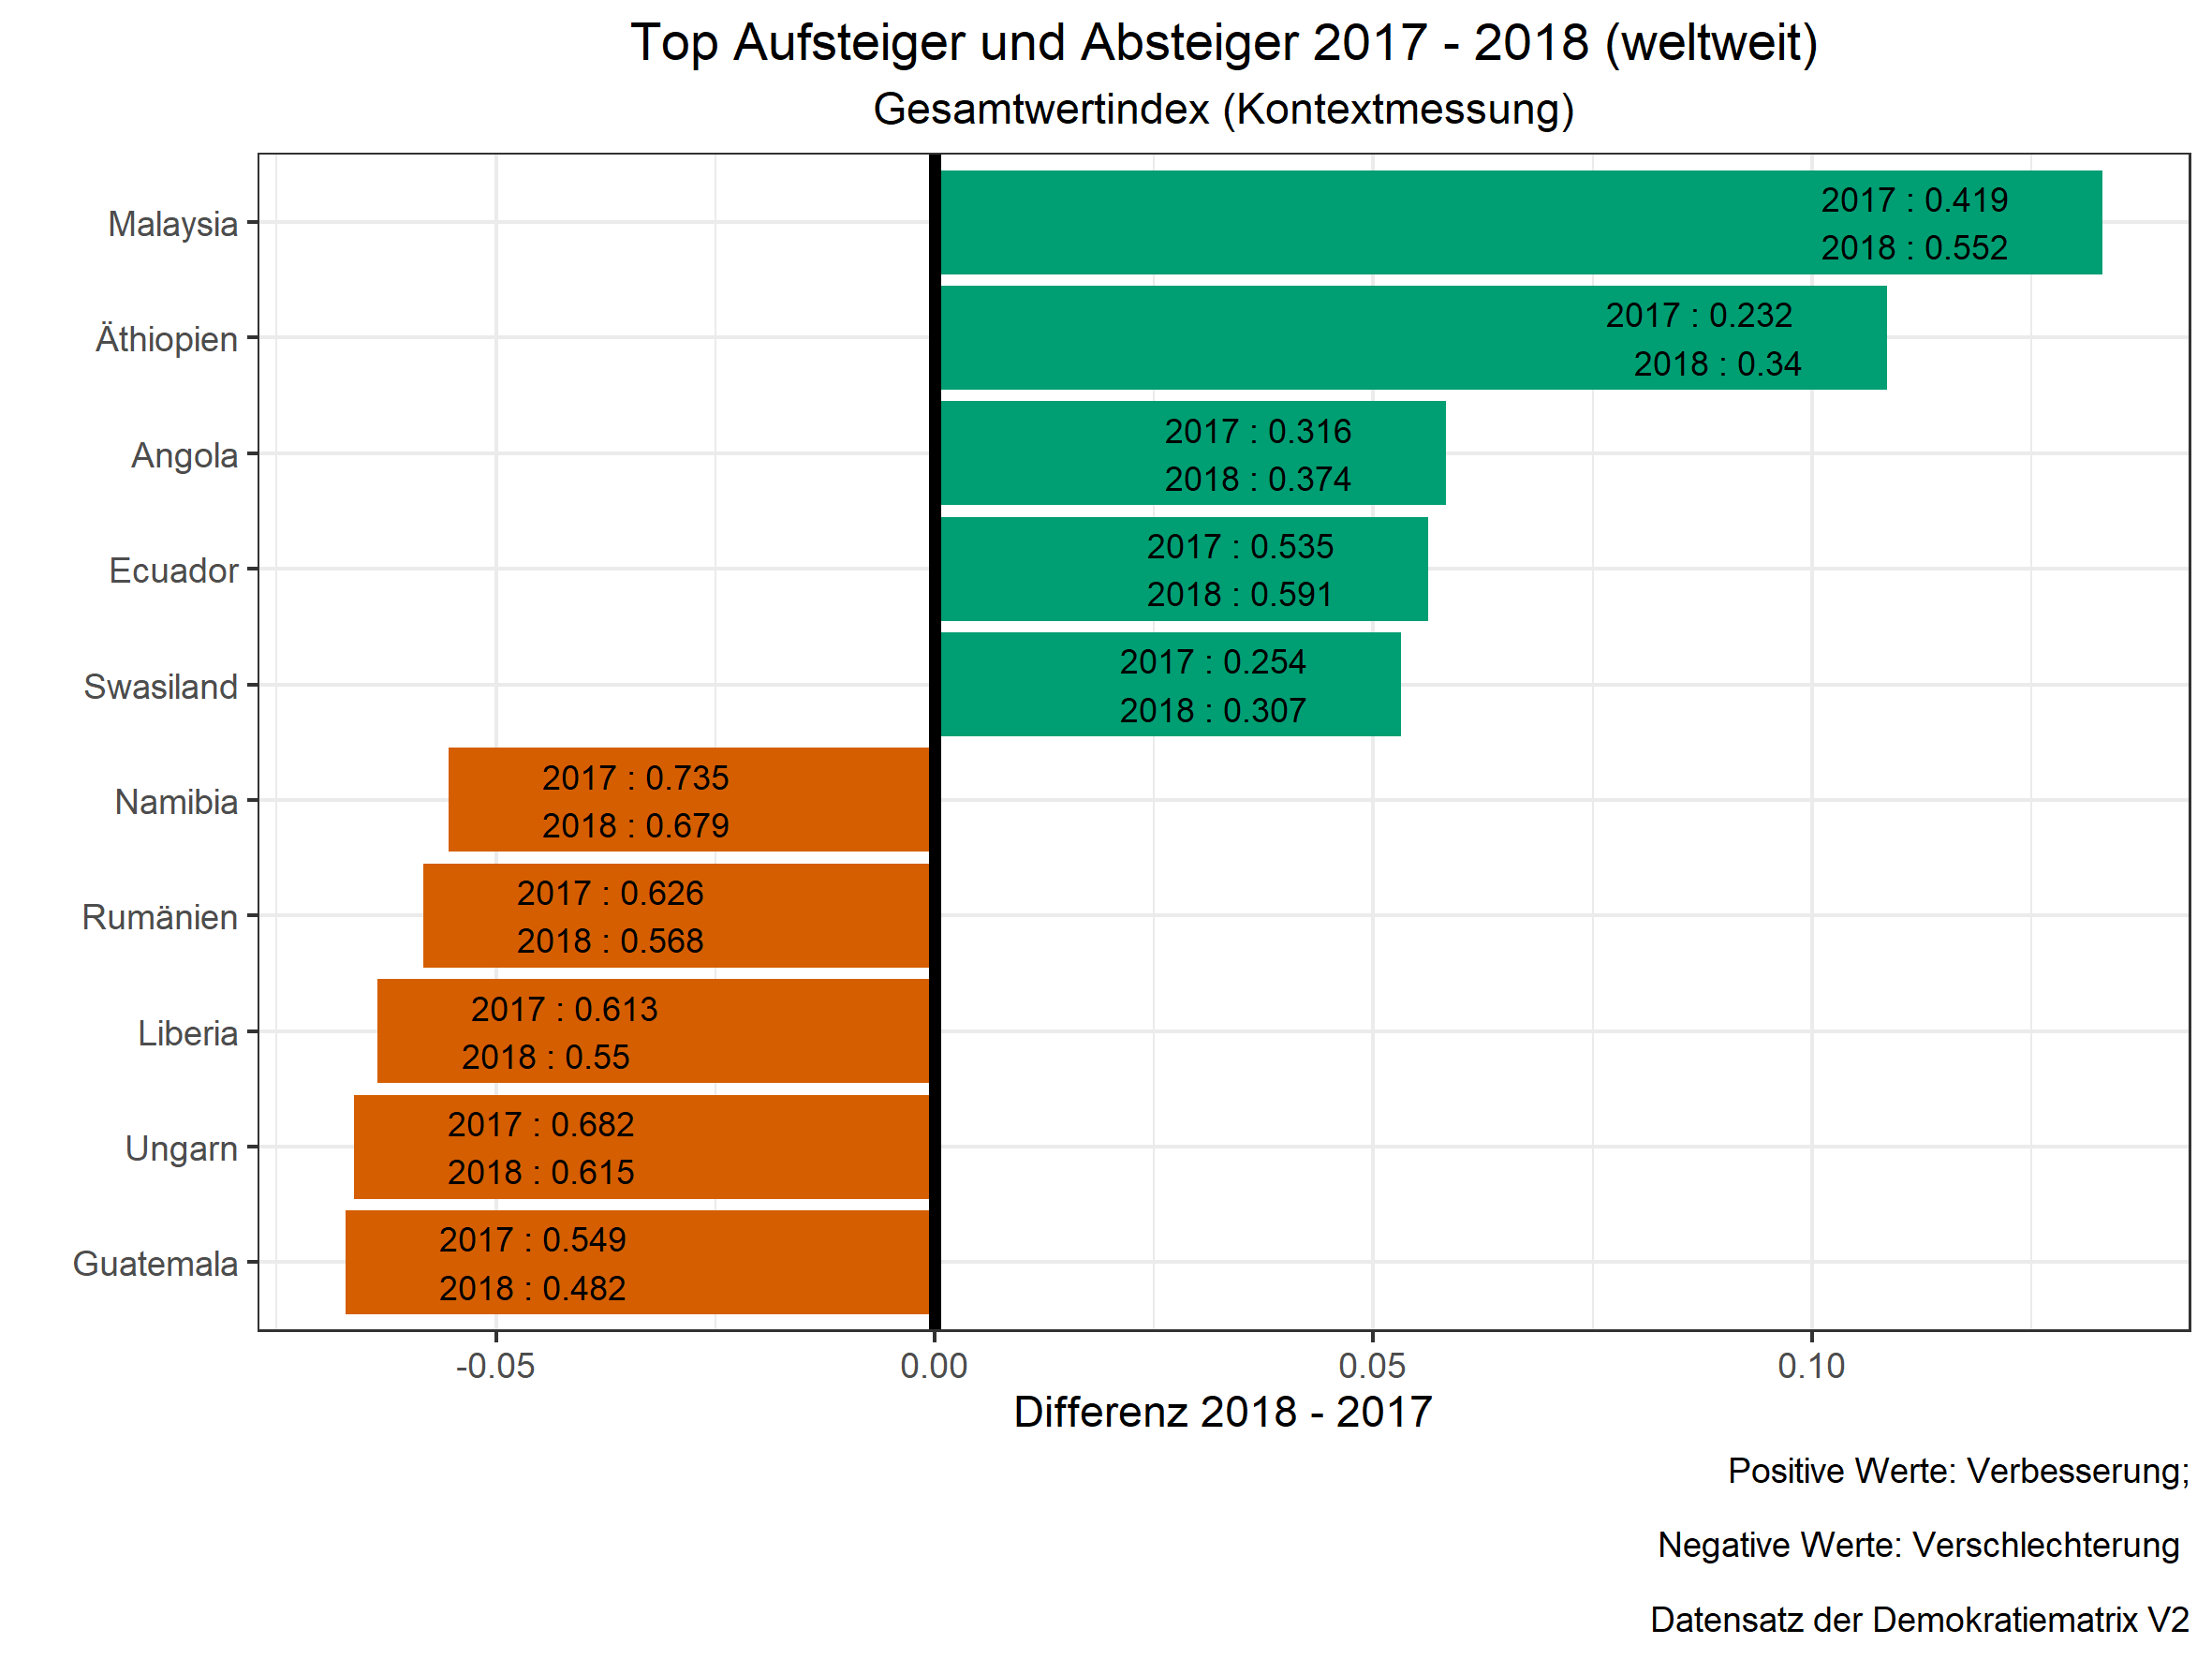 Top Aufsteiger und Absteiger 2017 - 2018 (weltweit)
Gesamtwertindex (Kontextmessung)
Malaysia
2017 : 0.419
2018 : 0.552
Äthiopien
2017 : 0.232
2018 : 0.34
Angola
2017 : 0.316
2018 : 0.374
Ecuador
2017 : 0.535
2018 : 0.591
Swasiland
2017 : 0.254
2018 : 0.307
Namibia
2017 : 0.735
2018 : 0.679
Rumänien
2017 : 0.626
2018 : 0.568
Liberia
2017 : 0.613
2018 : 0.55
Ungarn
2017 : 0.682
2018 : 0.615
Guatemala
2017 : 0.549
2018 : 0.482
-0.05 0.00 0.05 0.10
Differenz 2018 - 2017
Positive Werte: Verbesserung;
Negative Werte: Verschlechterung
Datensatz der Demokratiematrix V2